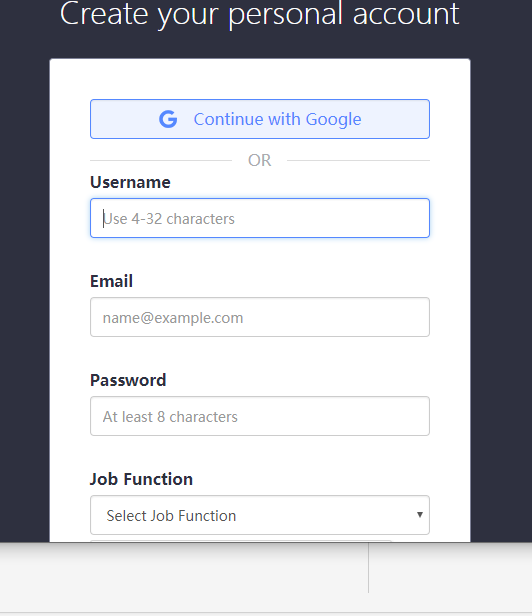 Create your personal account
Continue with Google
OR
Username
Use 4-32 characters
Email
name@example.com
Password
At least 8 characters
Job Function
Select Job Function